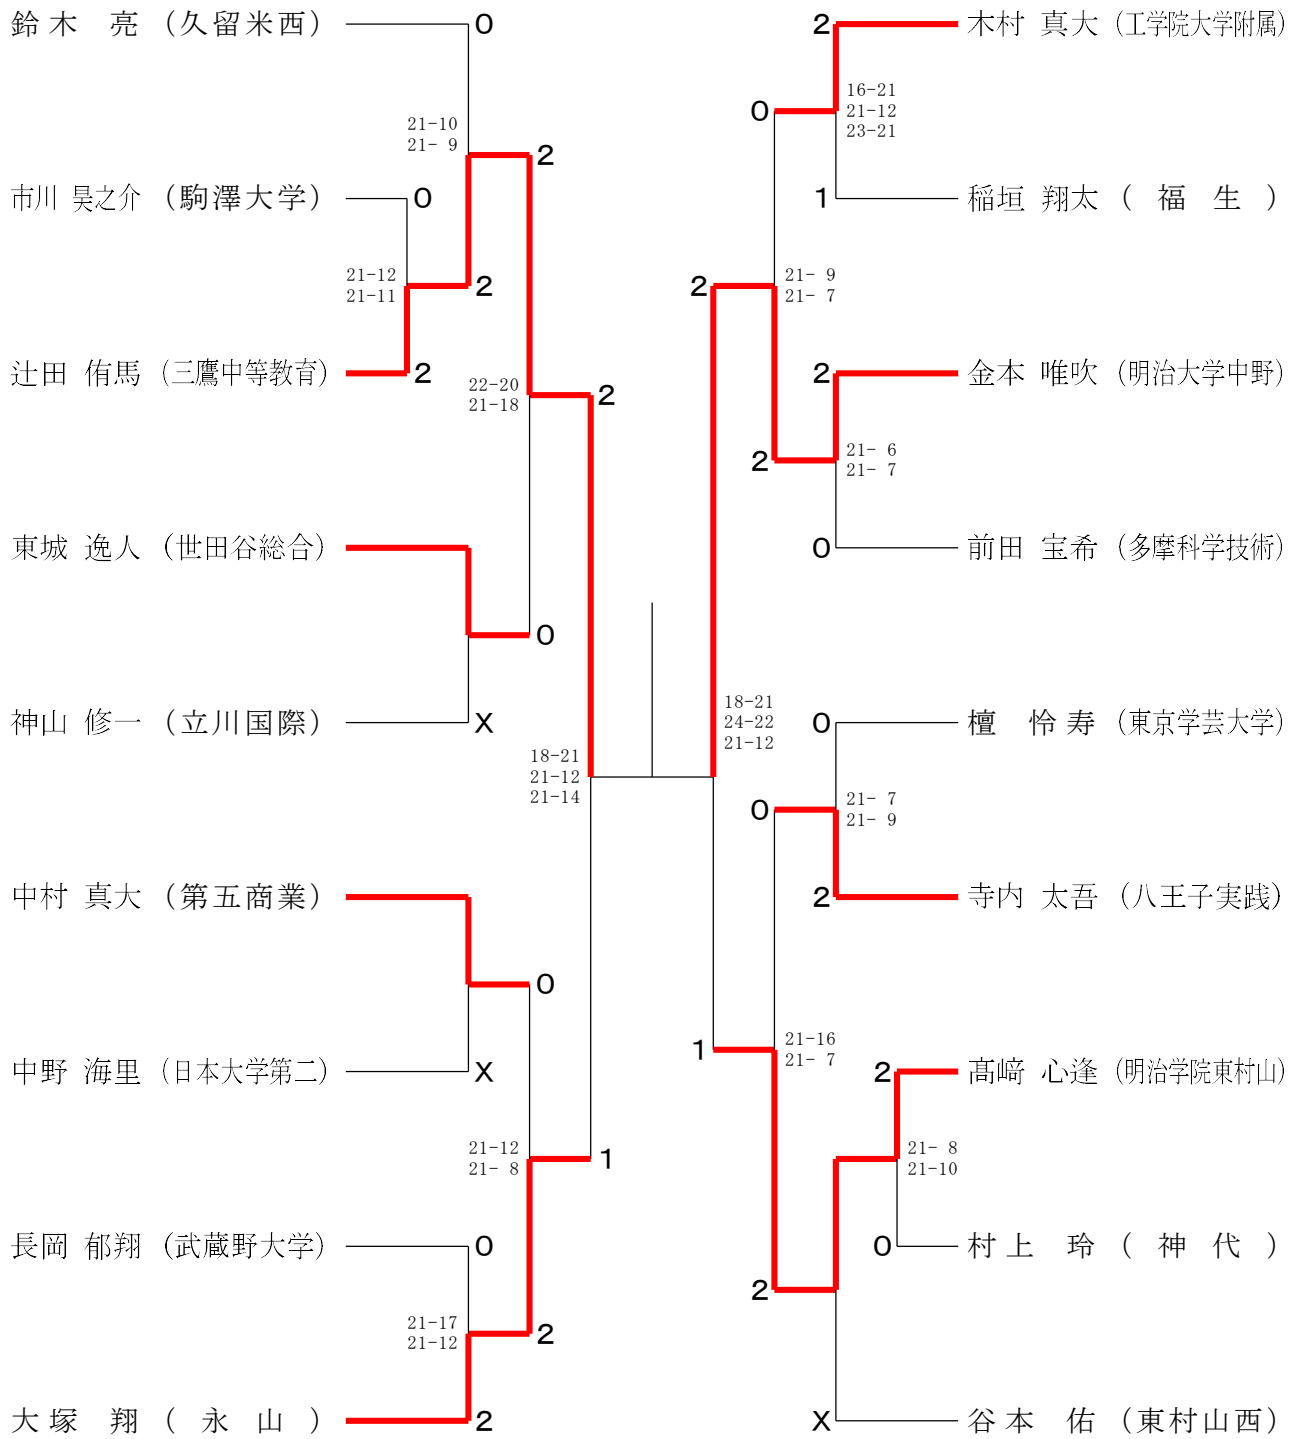 鈴木 亮 (久留米西)
0
21-10
21- 9
2
市川 昊之介 (駒澤大学)
0
21-12
21-11
2
辻田 侑馬 (三鷹中等教育)
2
22-20
21-18
2
東城 逸人 (世田谷総合)
0
神山 修一 (立川国際)
X
18-21
21-12
21-14
中村 真大 (第五商業)
0
中野 海里 (日本大学第二)
X
21-12
21- 8
1
長岡 郁翔 (武蔵野大学)
0
21-17
21-12
2
大塚 翔 (永山)
2
2
木村 真大 (工学院大学附属)
0
16-21
21-12
23-21
1
稲垣 翔太 (福生)
2
21- 9
21- 7
2
金本 唯吹 (明治大学中野)
2
21- 6
21- 7
0
前田 宝希 (多摩科学技術)
18-21
24-22
21-12
0
檀 怜寿 (東京学芸大学)
0
21- 7
21- 9
2
寺内 太吾 (八王子実践)
1
21-16
21- 7
2
髙﨑 心逢 (明治学院東村山)
21- 8
21-10
0
村上 玲 (神代)
2
X
谷本 佑 (東村山西)